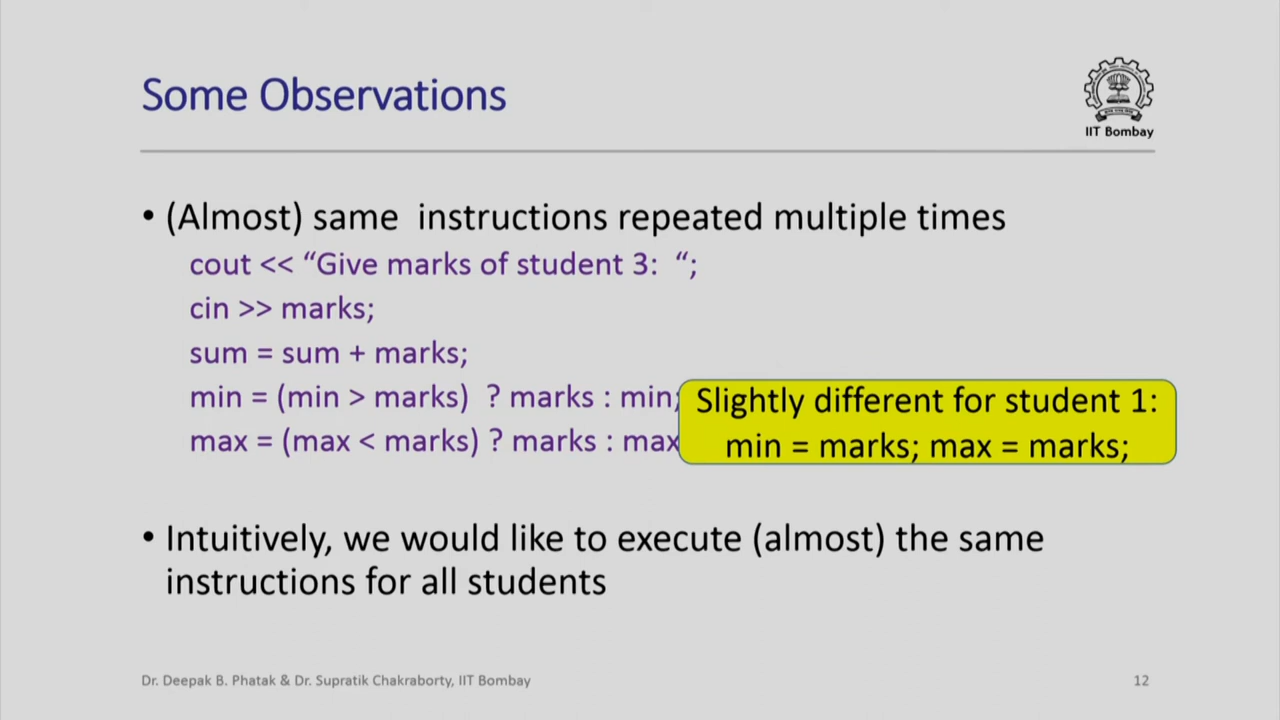 Some Observations
IIT Bombay
• (Almost) same instructions repeated multiple times
cout << “Give marks of student 3: “;
cin >> marks;
sum = sum + marks;
min = (min > marks) ? marks : min;
max = (max < marks) ? marks : max
Slightly different for student 1:
min = marks; max = marks;
• Intuitively, we would like to execute (almost) the same
instructions for all students
Dr. Deepak B. Phatak & Dr. Supratik Chakraborty, IIT Bombay
12